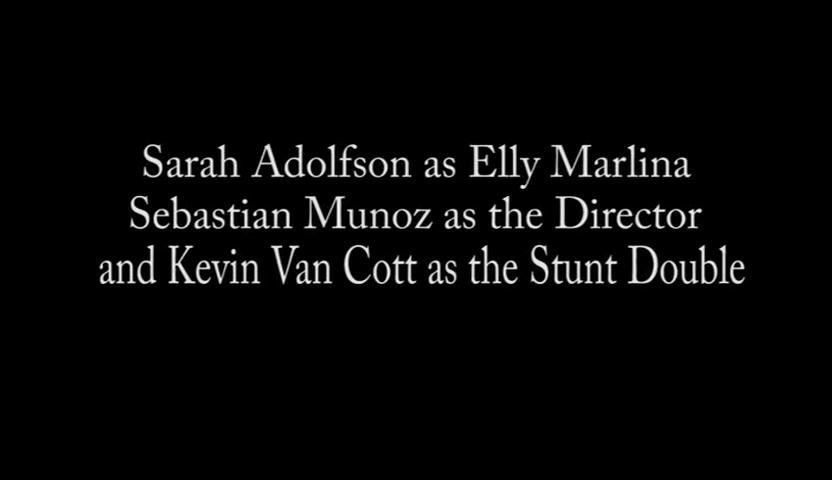 Sarah Adolfson as Elly Marlina
Sebastian Munoz as the Director
and Kevin Van Cott as the Stunt Double